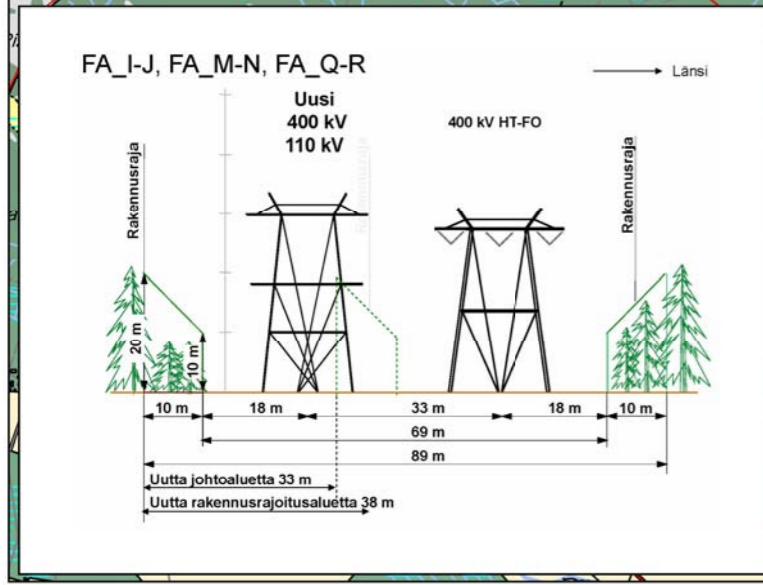 FA_I-J, FA_M-N, FA_Q-R
Länsi
Uusi
400 kV
110 kV
400 kV HT-FO
Rakennusraja
Rakennusraja
Rakennusraja
20 m
10 m
10 m
18 m
33 m
18 m
10 m
69 m
89 m
Uutta johtoaluetta 33 m
Uutta rakennusrajoitusaluetta 38 m